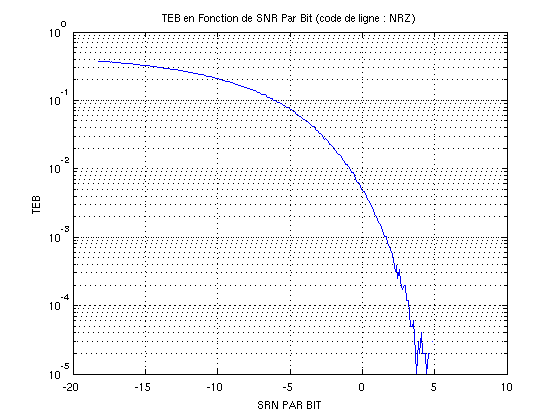 TEB en Fonction de SNR Par Bit (code de ligne : NRZ)
10^0
10^-1
10^-2
10^-3
10^-4
10^-5
TEB
-20 -15 -10 -5 0 5 10
SRN PAR BIT